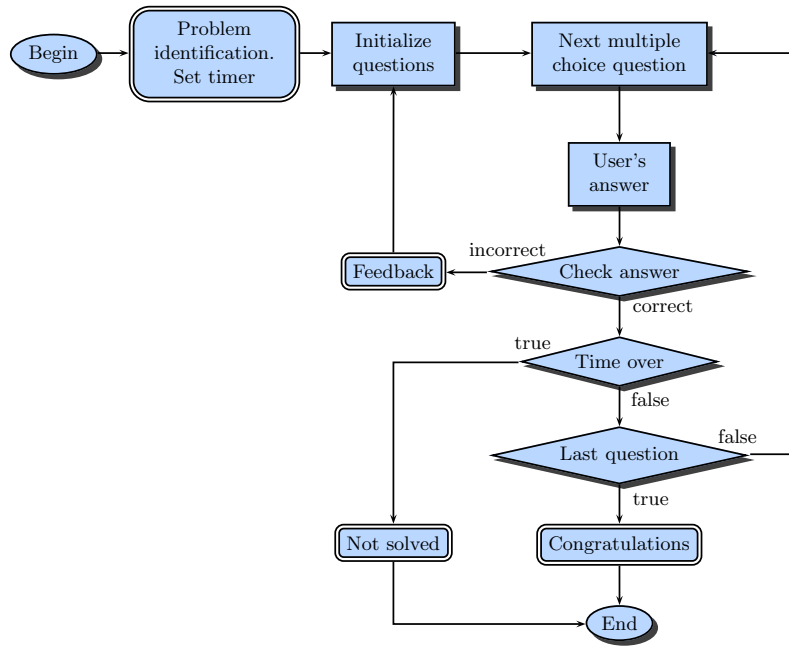 Begin
Problem
identification.
Set timer
Initialize
questions
Next multiple
choice question
User's
answer
incorrect
Feedback
Check answer
correct
true
Time over
false
Last question
false
true
Not solved
Congratulations
End